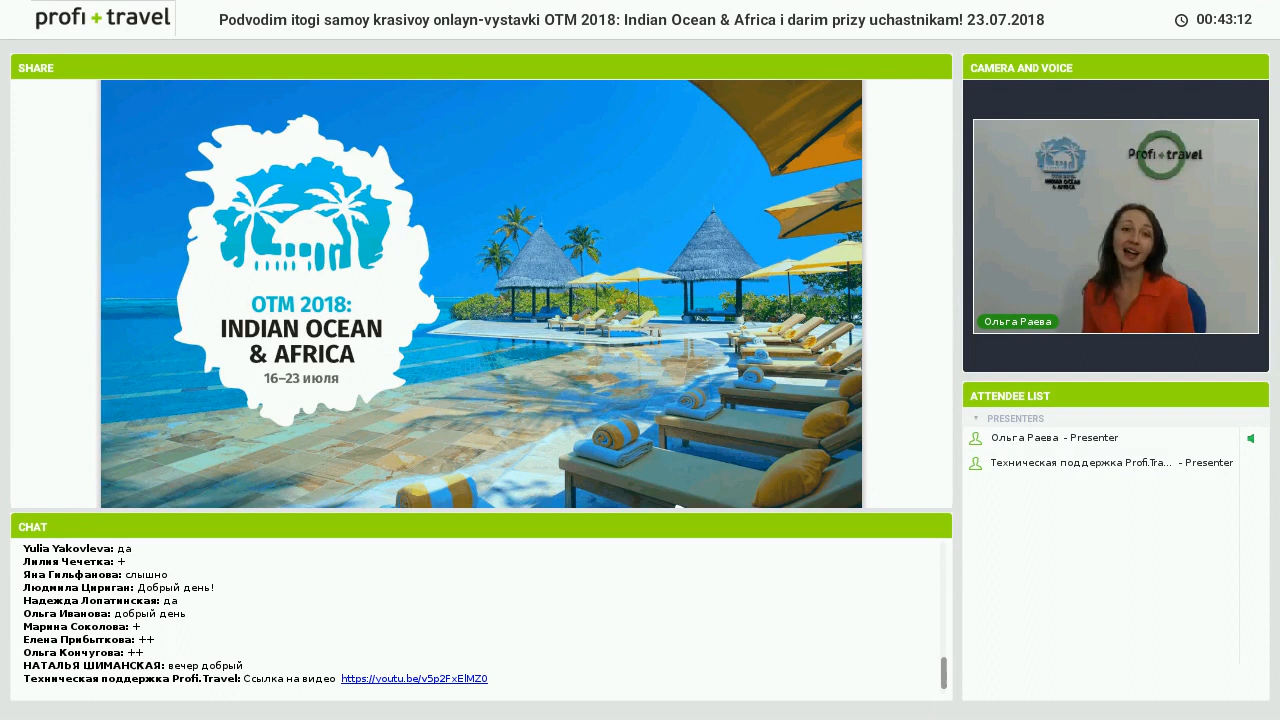 profi + travel
Podvodim itogi samoy krasivoy onlayn-vystavki OTM 2018: Indian Ocean & Africa i darim prizy uchastnikam! 23.07.2018
00:43:12
SHARE
OTM 2018:
INDIAN OCEAN
& AFRICA
16–23 июля
CAMERA AND VOICE
INDIAN OCEAN
& AFRICA
Profi + travel
Ольга Раева
ATTENDEE LIST
PRESENTERS
Ольга Раева - Presenter
Техническая поддержка Profi.Tra... - Presenter
CHAT
Yulia Yakovleva: да
Лилия Чечетка: +
Яна Гильфанова: слышно
Людмила Цириган: Добрый день!
Надежда Лопатинская: да
Ольга Иванова: добрый день
Марина Соколова: +
Елена Прибыткова: ++
Ольга Кончугова: ++
НАТАЛЬЯ ШИМАНСКАЯ: вечер добрый
Техническая поддержка Profi.Travel: Ссылка на видео https://youtu.be/v5p2FxElMZ0